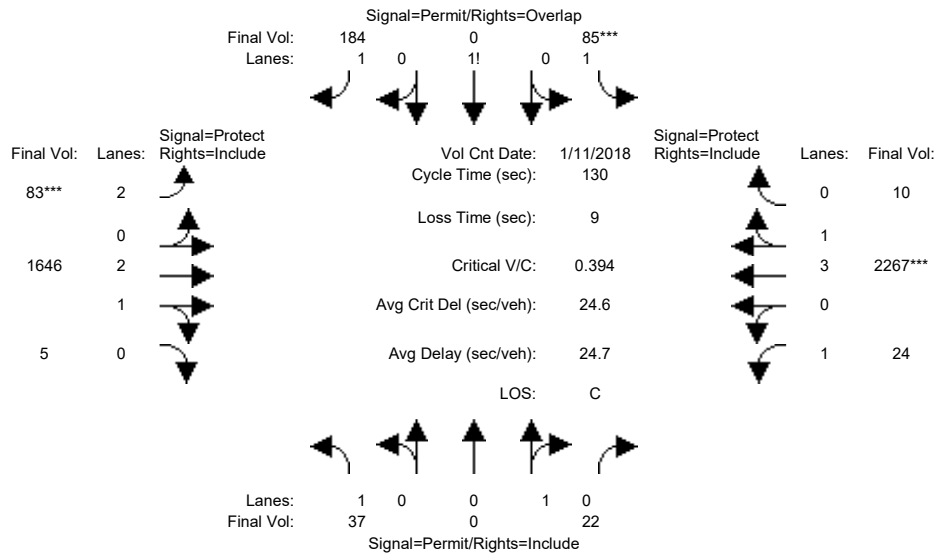 Signal=Permit/Rights=Overlap
Final Vol: 184 0 85***
Lanes: 1 0 1! 0 1
Signal=Protect Signal=Protect
Final Vol: Lanes: Rights=Include Vol Cnt Date: 1/11/2018 Rights=Include Lanes: Final Vol:
Cycle Time (sec): 130
83*** 2 0 10
Loss Time (sec): 9
0 1
1646 2 Critical V/C: 0.394 3 2267***
1 Avg Crit Del (sec/veh): 24.6 0
5 0 Avg Delay (sec/veh): 24.7 1 24
LOS: C
Lanes: 1 0 0 1 0
Final Vol: 37 0 22
Signal=Permit/Rights=Include